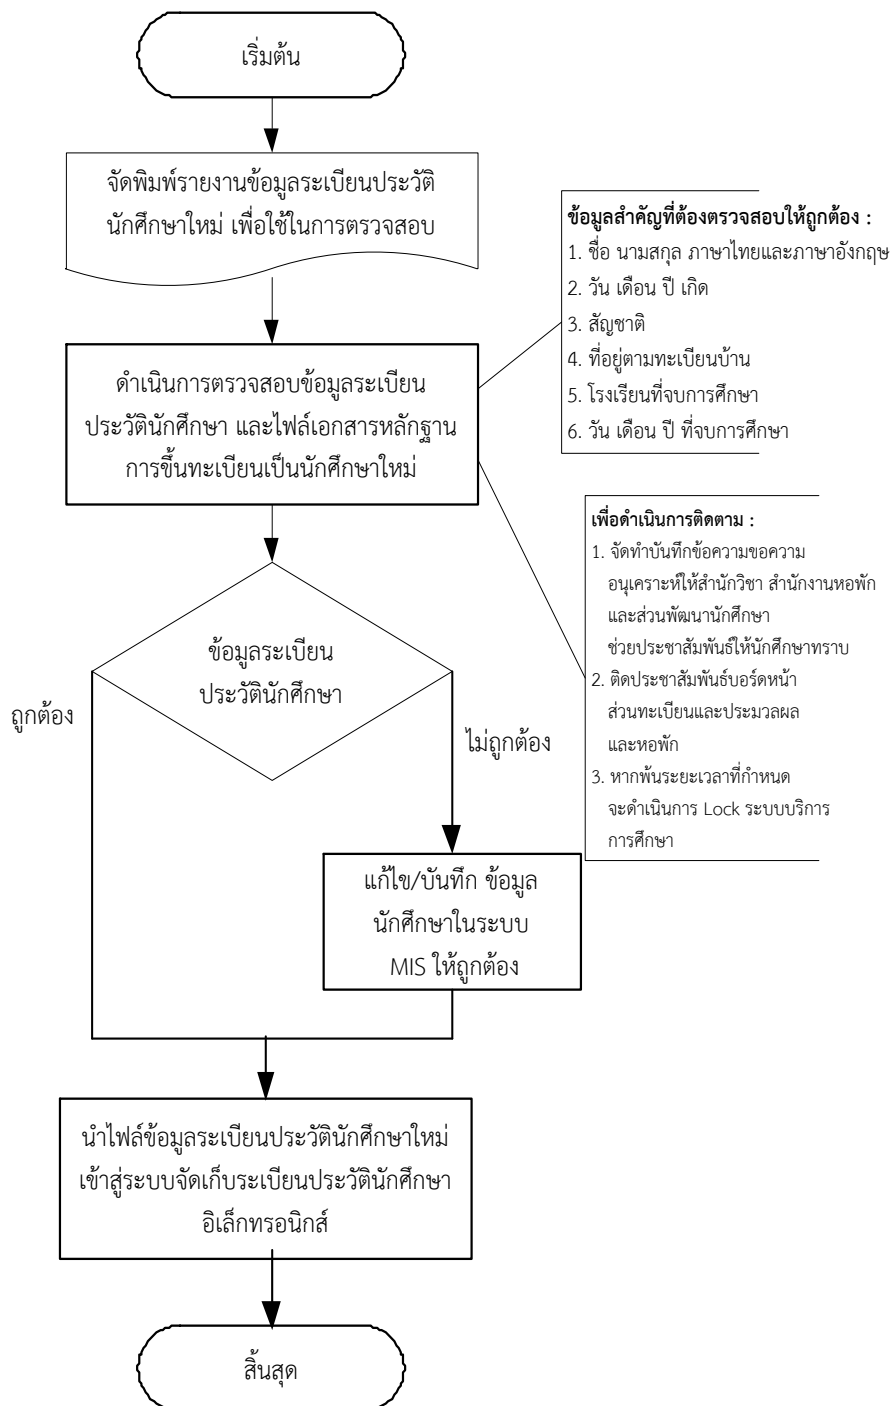 เริ่มต้น
จัดพิมพ์รายงานข้อมูลระเบียนประวัติ
นักศึกษาใหม่ เพื่อใช้ในการตรวจสอบ
ข้อมูลสำคัญที่ต้องตรวจสอบให้ถูกต้อง :
1. ชื่อ นามสกุล ภาษาไทยและภาษาอังกฤษ
2. วัน เดือน ปี เกิด
3. สัญชาติ
4. ที่อยู่ตามทะเบียนบ้าน
5. โรงเรียนที่จบการศึกษา
6. วัน เดือน ปี ที่จบการศึกษา
ดำเนินการตรวจสอบข้อมูลระเบียน
ประวัตินักศึกษา และไฟล์เอกสารหลักฐาน
การขึ้นทะเบียนเป็นนักศึกษาใหม่
เพื่อดำเนินการติดตาม :
1. จัดทำบันทึกข้อความขอความ
อนุเคราะห์ให้สำนักวิชา สำนักงานหอพัก
และส่วนพัฒนานักศึกษา
ช่วยประชาสัมพันธ์ให้นักศึกษาทราบ
2. ติดประชาสัมพันธ์บอร์ดหน้า
ส่วนทะเบียนและประมวลผล
และหอพัก
3. หากพ้นระยะเวลาที่กำหนด
จะดำเนินการ Lock ระบบบริการ
การศึกษา
ข้อมูลระเบียน
ประวัตินักศึกษา
ถูกต้อง
ไม่ถูกต้อง
แก้ไข/บันทึก ข้อมูล
นักศึกษาในระบบ
MIS ให้ถูกต้อง
นำไฟล์ข้อมูลระเบียนประวัตินักศึกษาใหม่
เข้าสู่ระบบจัดเก็บระเบียนประวัตินักศึกษา
อิเล็กทรอนิกส์
สิ้นสุด